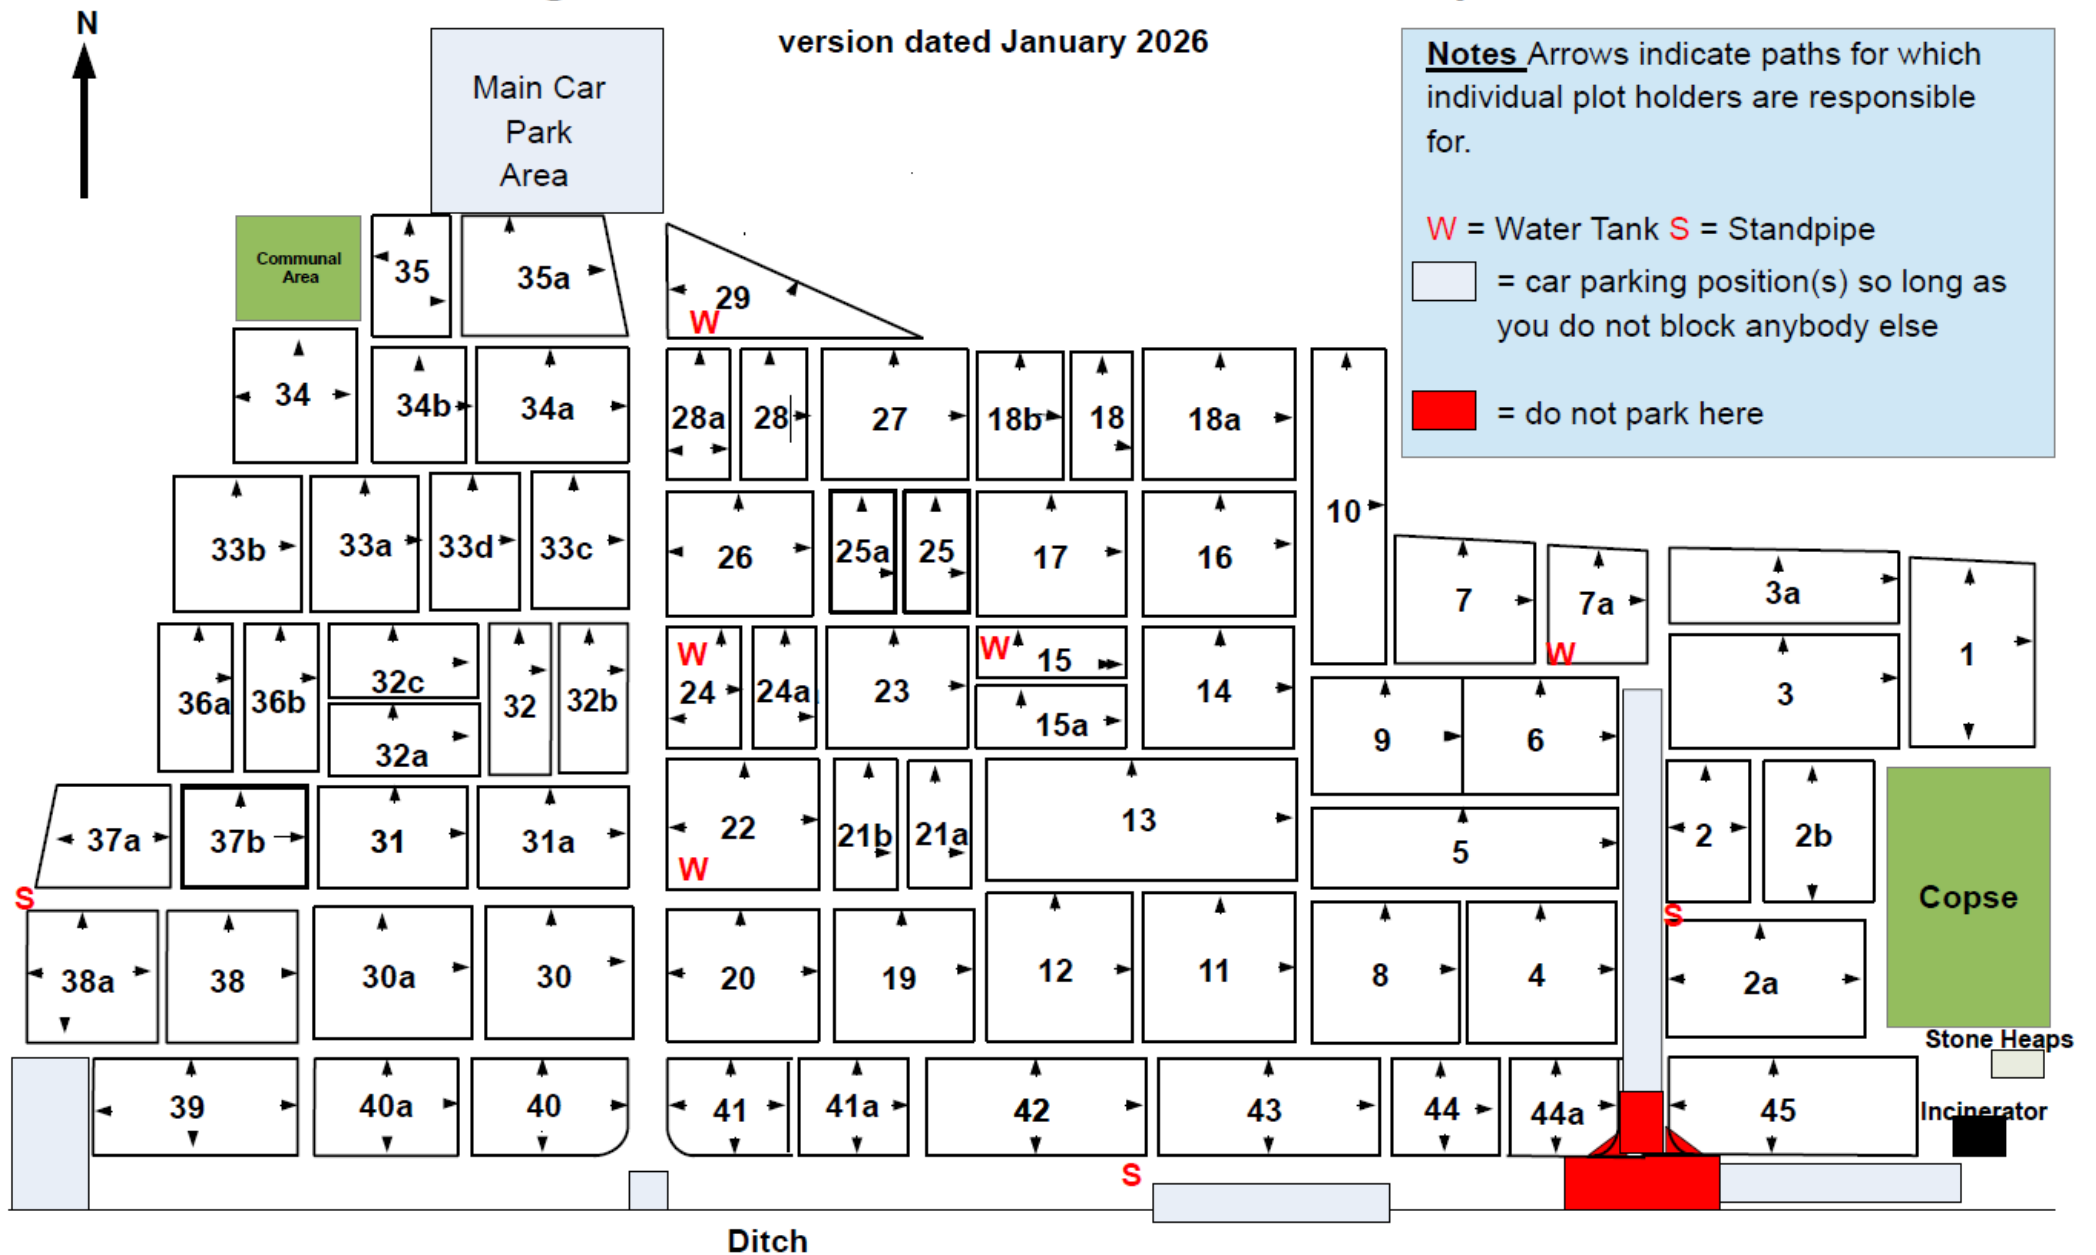 N
version dated January 2026
Main Car
Park
Area
Notes Arrows indicate paths for which
individual plot holders are responsible
for.
W = Water Tank S = Standpipe
= car parking position(s) so long as
you do not block anybody else
= do not park here
Communal
Area
35
35a
29
W
34
34b
34a
28a
28
27
18b
18
18a
10
33b
33a
33d
33c
26
25a
25
17
16
7
7a
W
3a
1
36a
36b
32c
32a
32
32b
W
24
24a
23
W
15
15a
14
9
6
3
37a
37b
31
31a
22
W
21b
21a
13
5
2
2b
Copse
S
38a
38
30a
30
20
19
12
11
8
4
S
2a
Stone Heaps
39
40a
40
41
41a
42
43
44
44a
45
Incinerator
S
Ditch